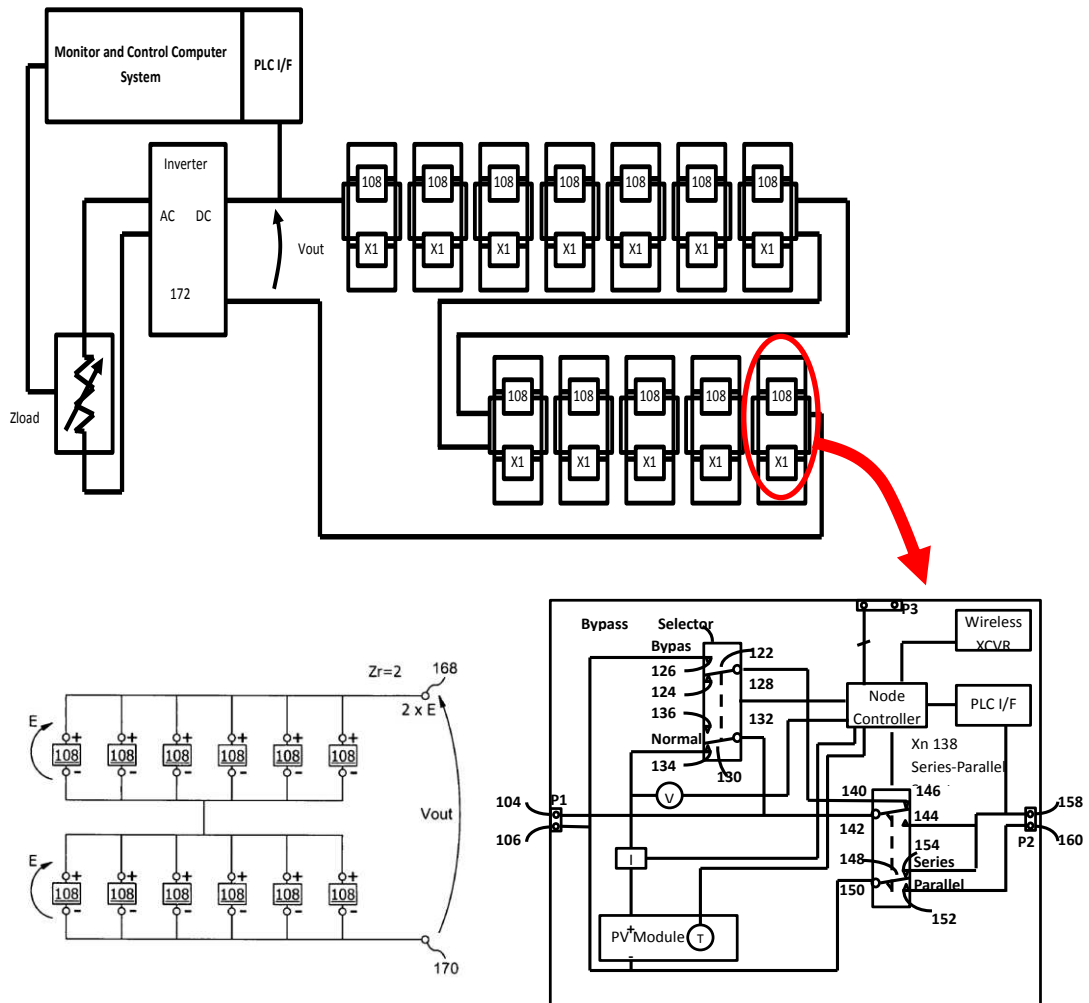 Monitor and Control Computer
System
PLC I/F
Inverter
AC DC
172
Vout
Zload
108 108 108 108 108 108 108
X1 X1 X1 X1 X1 X1 X1
108 108 108 108 108
X1 X1 X1 X1 X1
Zr=2
168
2 x E
E
+ + + + + +
108 108 108 108 108 108
- - - - - -
Vout
E
+ + + + + +
108 108 108 108 108 108
- - - - - -
170
P3
Bypass Selector
Wireless
XCVR
Bypas
122
126
128
124
Node
Controller
PLC I/F
136
132
Normal
134
130
Xn 138
Series-Parallel
V
140
146
104
P1
142
144
158
106
154
P2
160
148
Series
I
150
Parallel
152
+
PV Module
T
-